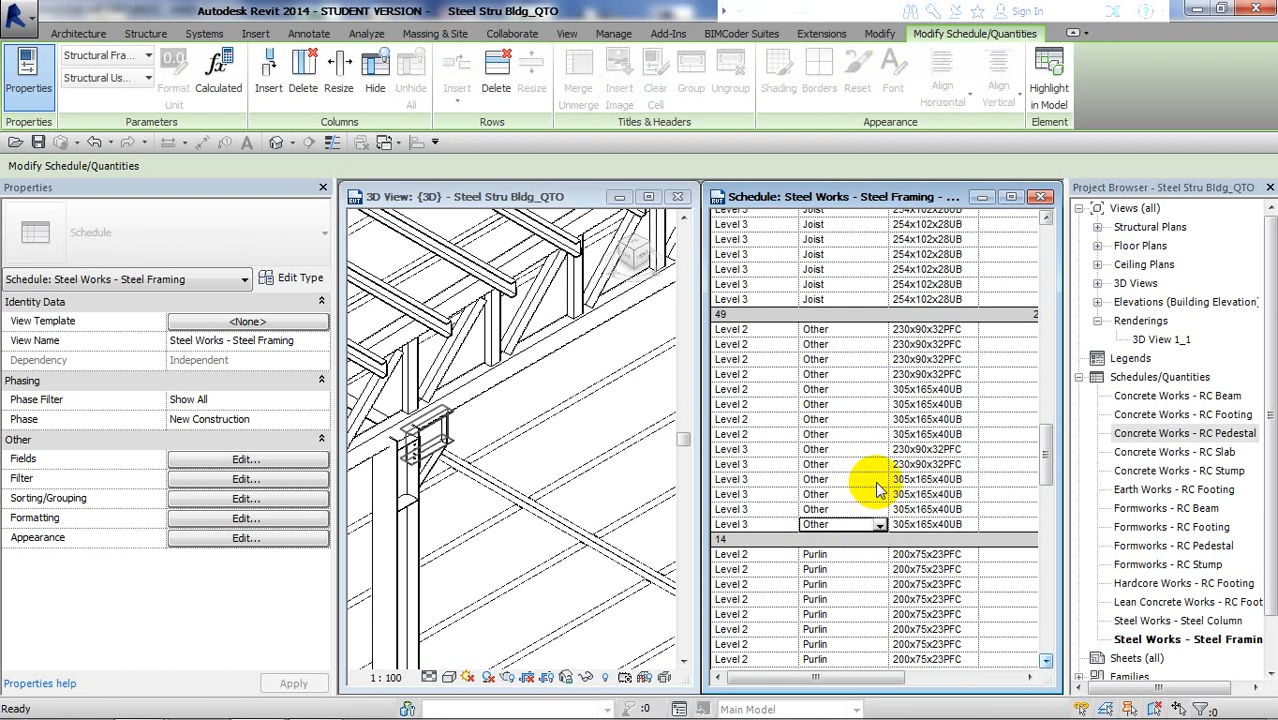 Autodesk Revit 2014 - STUDENT VERSION - Steel Stru Bldg_QTO
Sign In
Architecture Structure Systems Insert Annotate Analyze Massing & Site Collaborate View Manage Add-Ins BIMCoder Suites Extensions Modify Modify Schedule/Quantities
Structural Fra...
Structural Us...
Properties Format Unit Calculated Insert Delete Resize Hide Unhide All Insert Delete Resize Merge Unmerge Insert Image Clear Cell Group Ungroup Shading Borders Reset Font Align Horizontal Align Vertical Highlight in Model
Properties Parameters Columns Rows Titles & Headers Appearance Element
Modify Schedule/Quantities
Properties
Schedule
Schedule: Steel Works - Steel Framing
Edit Type
Identity Data
View Template <None>
View Name Steel Works - Steel Framing
Dependency Independent
Phasing
Phase Filter Show All
Phase New Construction
Other
Fields Edit...
Filter Edit...
Sorting/Grouping Edit...
Formatting Edit...
Appearance Edit...
Properties help Apply
3D View: {3D} - Steel Stru Bldg_QTO
1 : 100
Schedule: Steel Works - Steel Framing - ...
Level 3 Joist 254x102x28UB
Level 3 Joist 254x102x28UB
Level 3 Joist 254x102x28UB
Level 3 Joist 254x102x28UB
Level 3 Joist 254x102x28UB
Level 3 Joist 254x102x28UB
Level 3 Joist 254x102x28UB
49 2
Level 2 Other 230x90x32PFC
Level 2 Other 230x90x32PFC
Level 2 Other 230x90x32PFC
Level 2 Other 230x90x32PFC
Level 2 Other 305x165x40UB
Level 2 Other 305x165x40UB
Level 2 Other 305x165x40UB
Level 2 Other 305x165x40UB
Level 3 Other 230x90x32PFC
Level 3 Other 230x90x32PFC
Level 3 Other 305x165x40UB
Level 3 Other 305x165x40UB
Level 3 Other 305x165x40UB
Level 3 Other 305x165x40UB
14
Level 2 Purlin 200x75x23PFC
Level 2 Purlin 200x75x23PFC
Level 2 Purlin 200x75x23PFC
Level 2 Purlin 200x75x23PFC
Level 2 Purlin 200x75x23PFC
Level 2 Purlin 200x75x23PFC
Level 2 Purlin 200x75x23PFC
Level 2 Purlin 200x75x23PFC
Project Browser - Steel Stru Bldg_QTO
Views (all)
Structural Plans
Floor Plans
Ceiling Plans
3D Views
Elevations (Building Elevation)
Renderings
3D View 1_1
Legends
Schedules/Quantities
Concrete Works - RC Beam
Concrete Works - RC Footing
Concrete Works - RC Pedestal
Concrete Works - RC Slab
Concrete Works - RC Stump
Earth Works - RC Footing
Formworks - RC Beam
Formworks - RC Footing
Formworks - RC Pedestal
Formworks - RC Stump
Hardcore Works - RC Footing
Lean Concrete Works - RC Foot
Steel Works - Steel Column
Steel Works - Steel Framin
Sheets (all)
Families
:0 Main Model :0